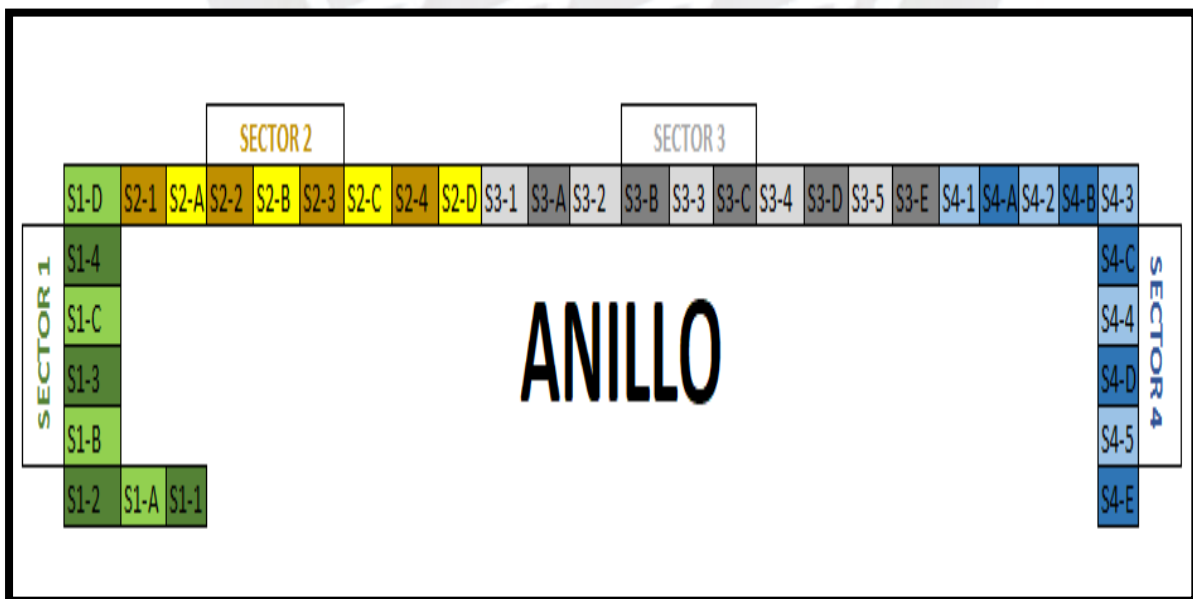 SECTOR 2 SECTOR 3
S1-D S2-1 S2-A S2-2 S2-B S2-3 S2-C S2-4 S2-D S3-1 S3-A S3-2 S3-B S3-3 S3-C S3-4 S3-D S3-5 S3-E S4-1 S4-A S4-2 S4-B S4-3
SECTOR 1
S1-4
S1-C
S1-3
S1-B
S1-2 S1-A S1-1
ANILLO
S4-C
S4-4
S4-D
S4-5
S4-E
SECTOR 4